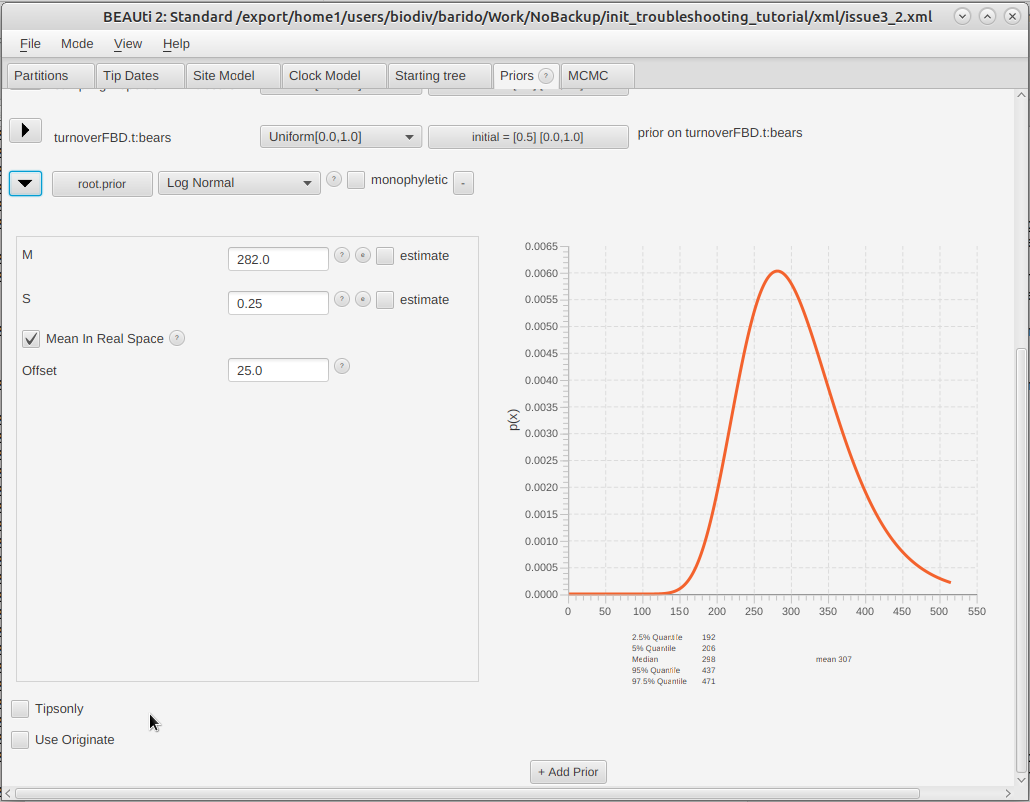 BEAUti 2: Standard /export/home1/users/biodiv/barido/Work/NoBackup/init_troubleshooting_tutorial/xml/issue3_2.xml
File Mode View Help
Partitions Tip Dates Site Model Clock Model Starting tree Priors ? MCMC
turnoverFBD.t:bears Uniform[0.0,1.0] initial = [0.5] [0.0,1.0] prior on turnoverFBD.t:bears
root.prior Log Normal ? monophyletic -
M 282.0 ? e estimate
S 0.25 ? e estimate
Mean In Real Space ?
Offset 25.0 ?
0.0065
0.0060
0.0055
0.0050
0.0045
0.0040
0.0035
0.0030
0.0025
0.0020
0.0015
0.0010
0.0005
0.0000
p(x)
0 50 100 150 200 250 300 350 400 450 500 550
2.5% Quantile 192
5% Quantile 206
Median 298
95% Quantile 437
97.5% Quantile 471
mean 307
Tipsonly
Use Originate
+ Add Prior